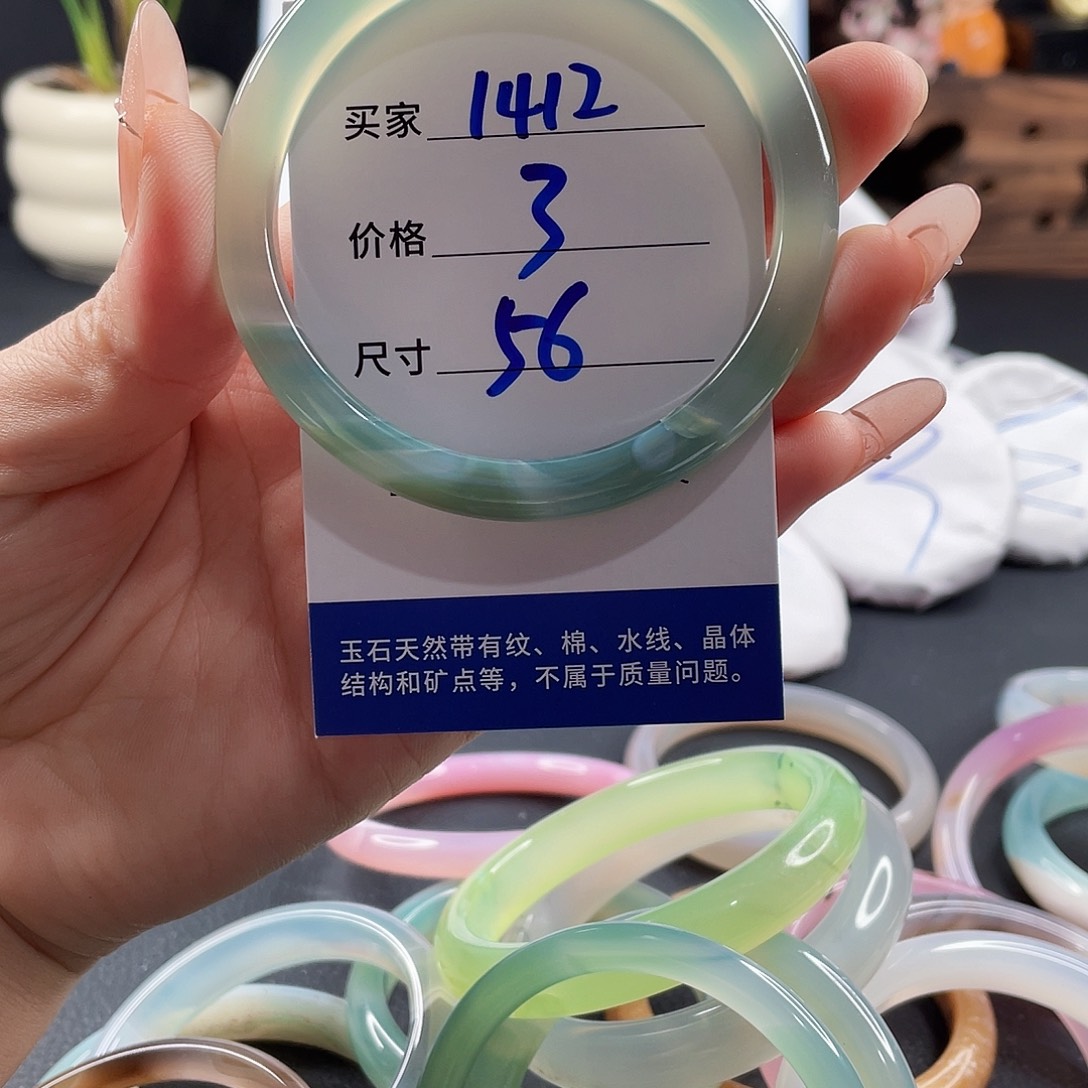 买家 1412
价格 3
尺寸 56
玉石天然带有纹、棉、水线、晶体
结构和矿点等，不属于质量问题。